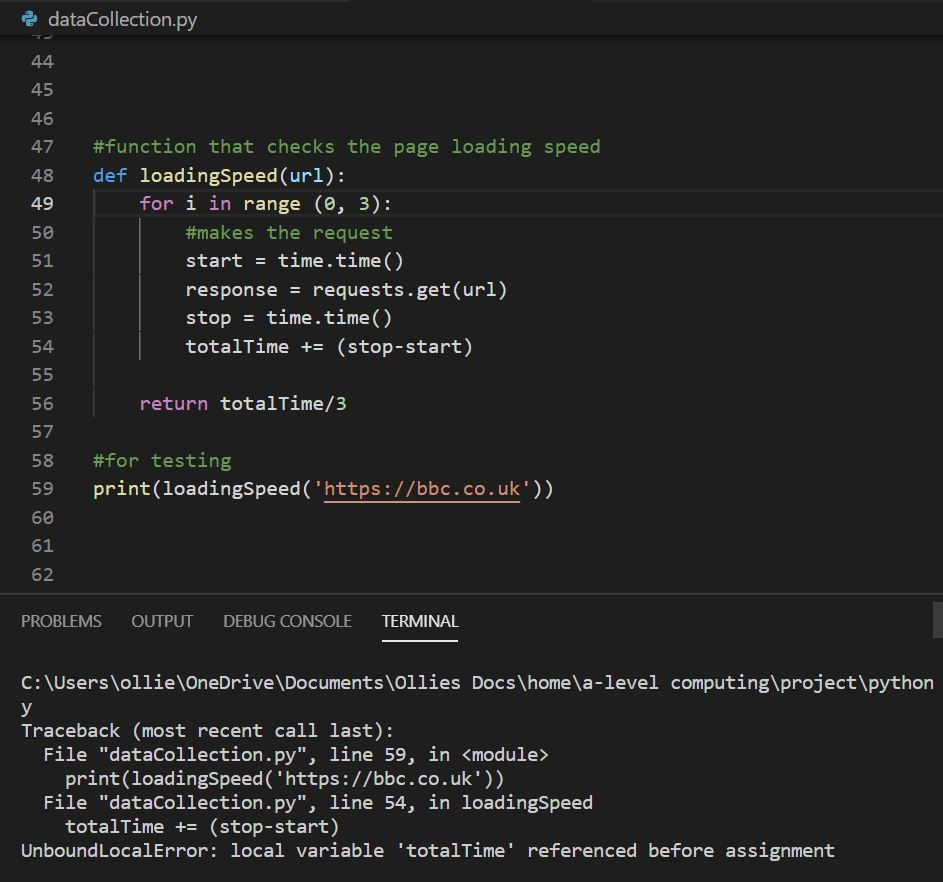 dataCollection.py
44
45
46
47 #function that checks the page loading speed
48 def loadingSpeed(url):
49     for i in range (0, 3):
50         #makes the request
51         start = time.time()
52         response = requests.get(url)
53         stop = time.time()
54         totalTime += (stop-start)
55
56     return totalTime/3
57
58 #for testing
59 print(loadingSpeed('https://bbc.co.uk'))
60
61
62
PROBLEMS OUTPUT DEBUG CONSOLE TERMINAL
C:\Users\ollie\OneDrive\Documents\Ollies Docs\home\a-level computing\project\python
y
Traceback (most recent call last):
  File "dataCollection.py", line 59, in <module>
    print(loadingSpeed('https://bbc.co.uk'))
  File "dataCollection.py", line 54, in loadingSpeed
    totalTime += (stop-start)
UnboundLocalError: local variable 'totalTime' referenced before assignment